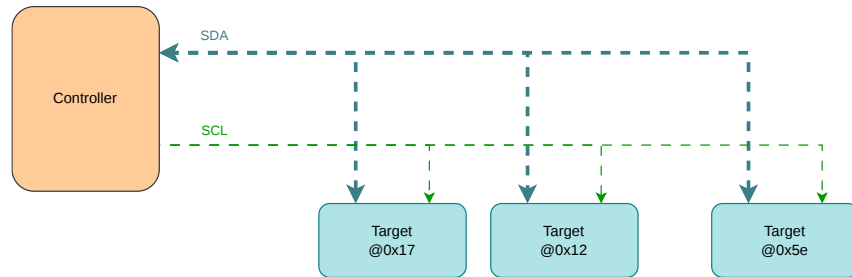 SDA
Controller
SCL
Target
@0x17
Target
@0x12
Target
@0x5e